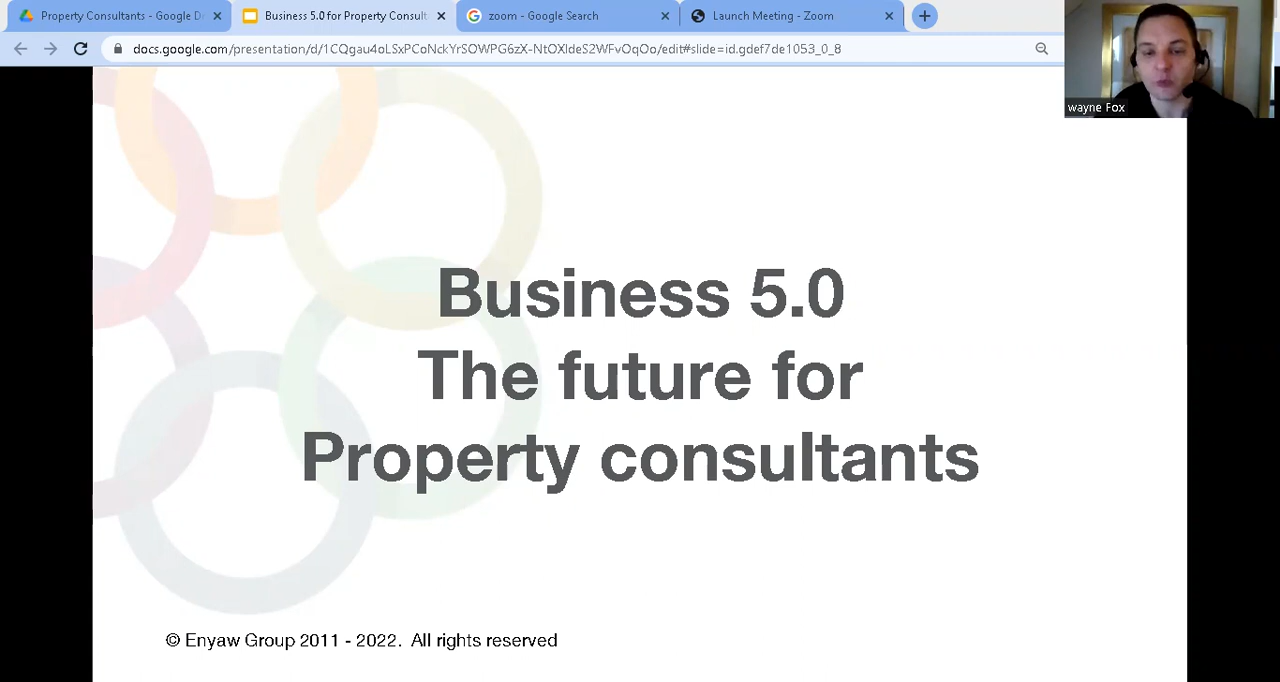 Property Consultants - Google Dr
Business 5.0 for Property Consult
zoom - Google Search
Launch Meeting - Zoom
docs.google.com/presentation/d/1CQgau4oLSxPCoNckYrSOWPG6zX-NtOXldeS2WFvOqOo/edit#slide=id.gdef7de1053_0_8
wayne Fox
Business 5.0
The future for
Property consultants
© Enyaw Group 2011 - 2022. All rights reserved